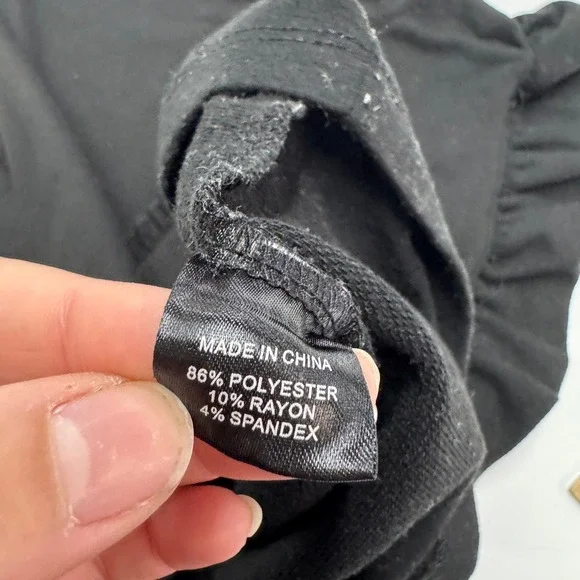 MADE IN CHINA
86% POLYESTER
10% RAYON
4% SPANDEX